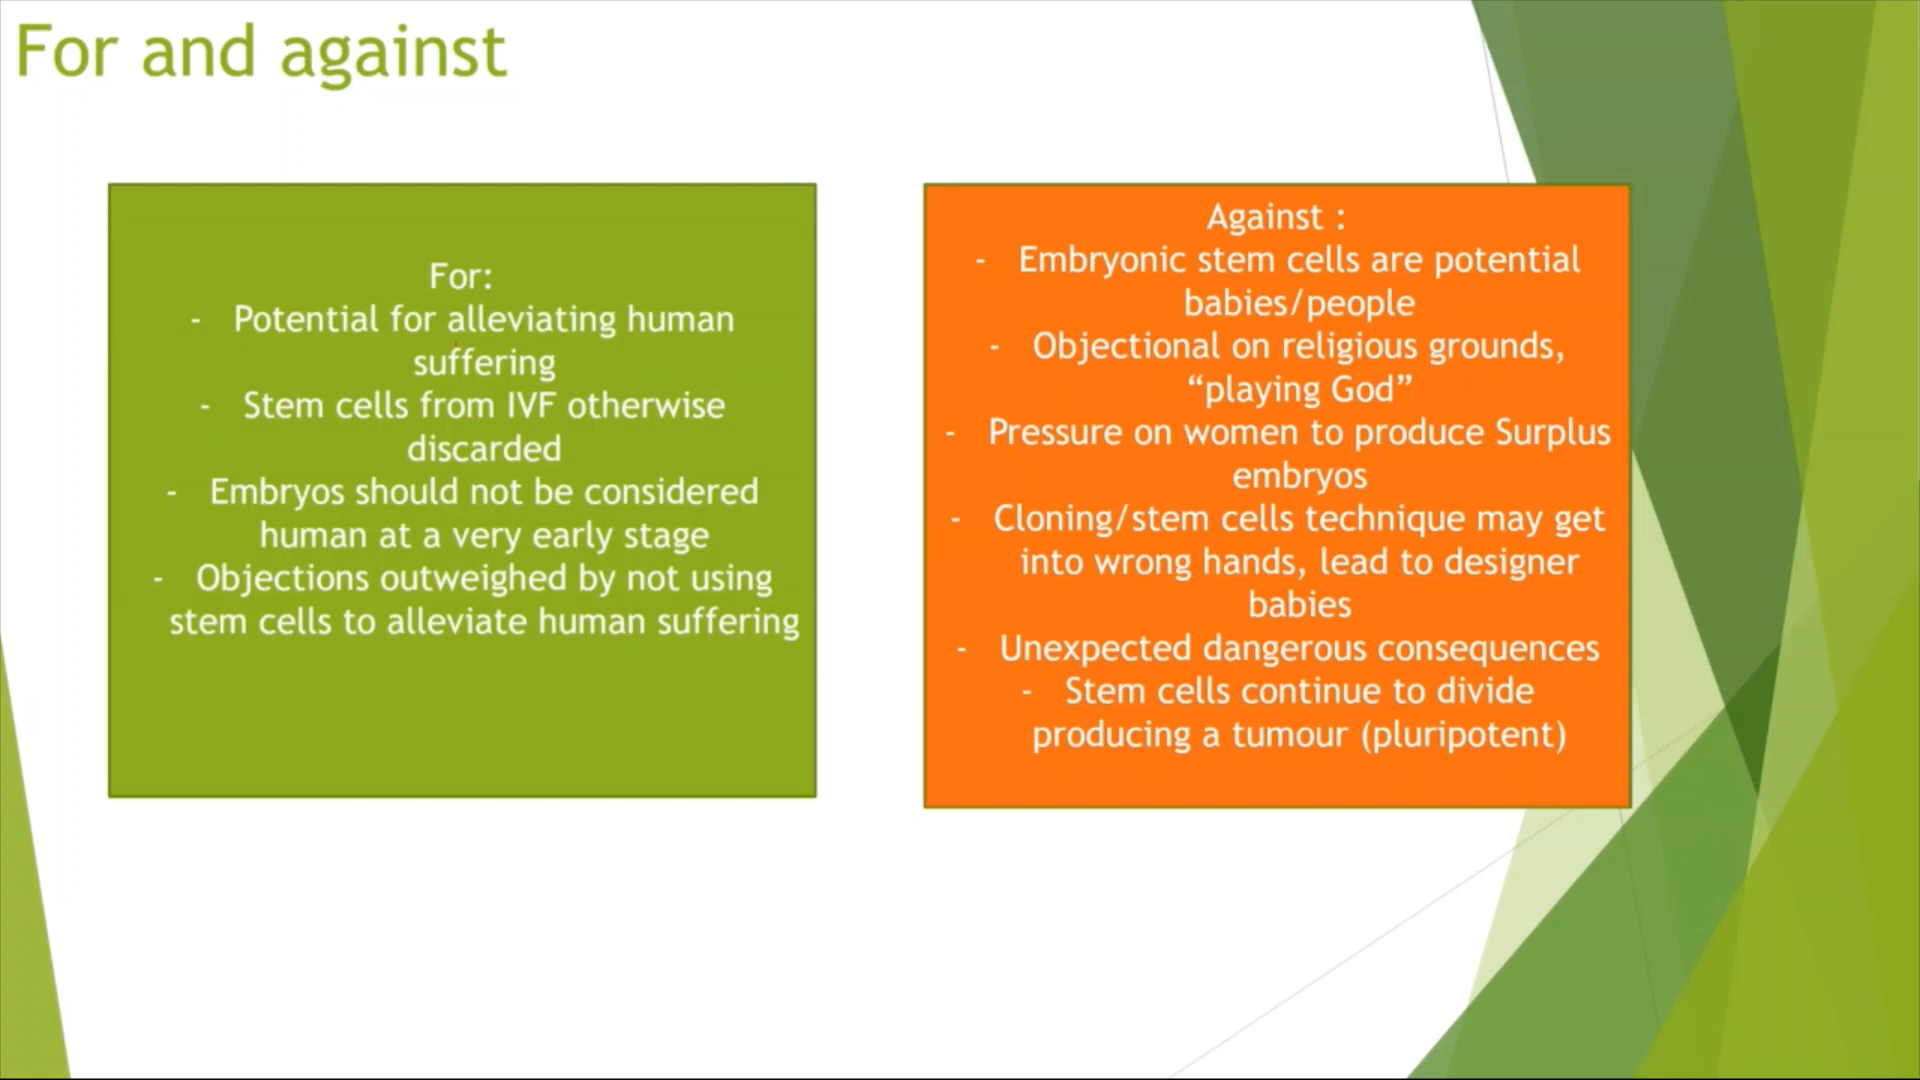 For and against
For:
- Potential for alleviating human
suffering
- Stem cells from IVF otherwise
discarded
- Embryos should not be considered
human at a very early stage
- Objections outweighed by not using
stem cells to alleviate human suffering
Against :
- Embryonic stem cells are potential
babies/people
- Objectional on religious grounds,
“playing God”
- Pressure on women to produce Surplus
embryos
- Cloning/stem cells technique may get
into wrong hands, lead to designer
babies
- Unexpected dangerous consequences
- Stem cells continue to divide
producing a tumour (pluripotent)